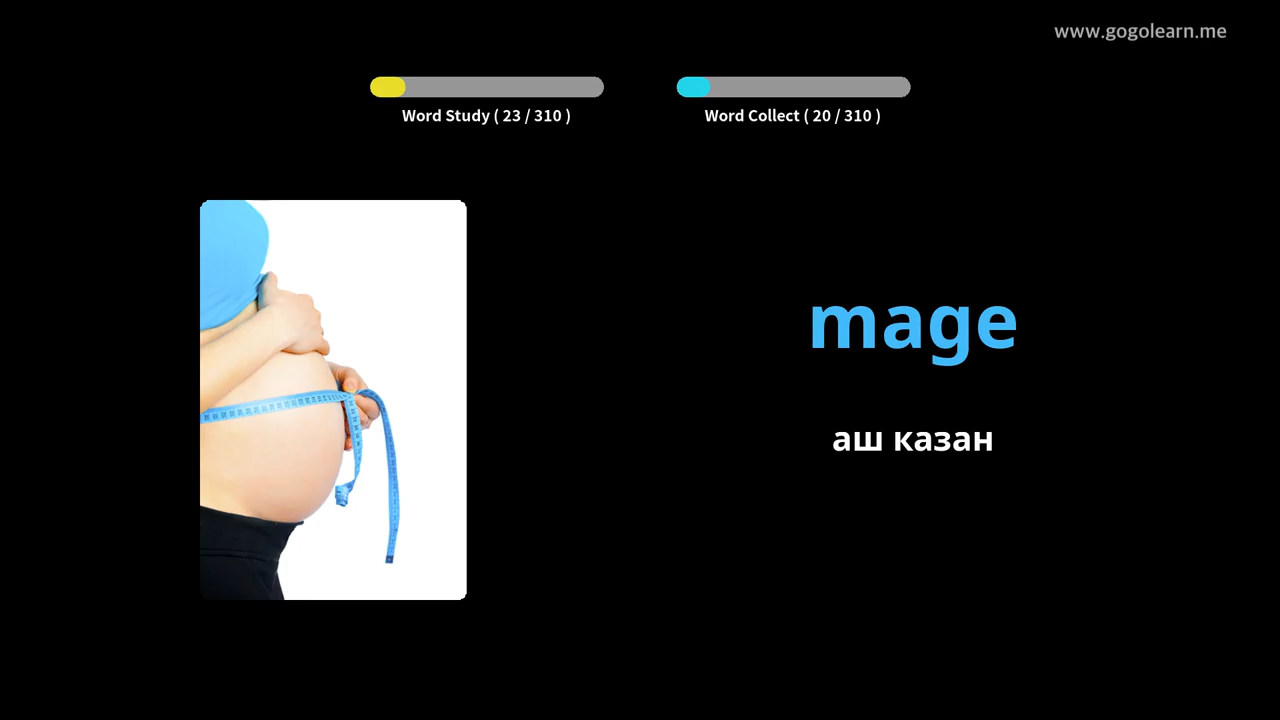 www.gogolearn.me
Word Study ( 23 / 310 )
Word Collect ( 20 / 310 )
mage
аш казан